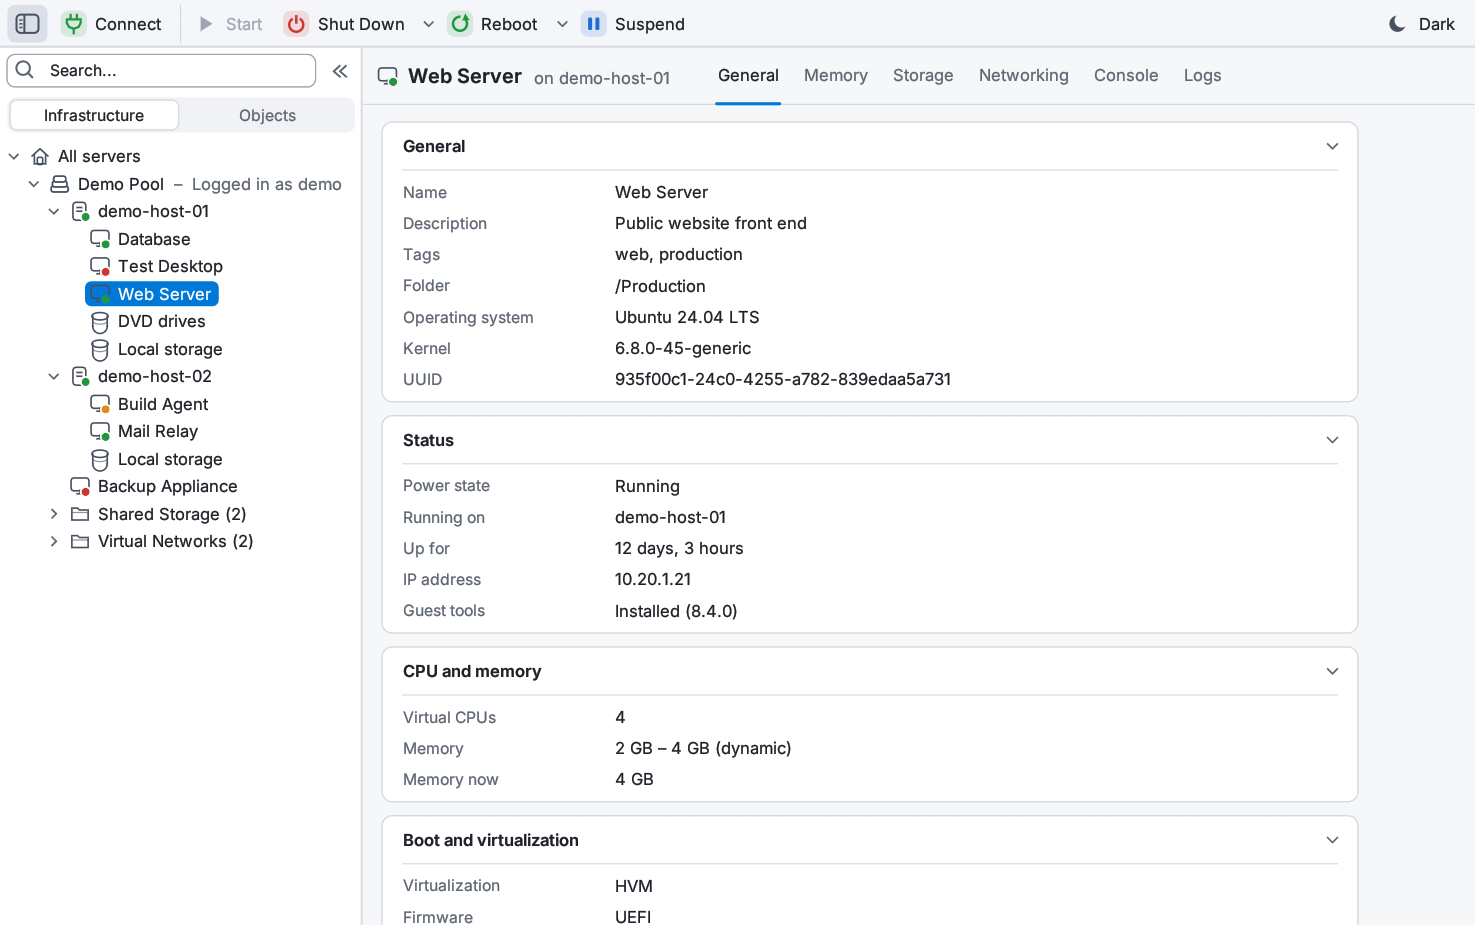 Connect Start Shut Down Reboot Suspend Dark
Search...
Infrastructure Objects
All servers
Demo Pool – Logged in as demo
demo-host-01
Database
Test Desktop
Web Server
DVD drives
Local storage
demo-host-02
Build Agent
Mail Relay
Local storage
Backup Appliance
Shared Storage (2)
Virtual Networks (2)
Web Server on demo-host-01 General Memory Storage Networking Console Logs
General
Name Web Server
Description Public website front end
Tags web, production
Folder /Production
Operating system Ubuntu 24.04 LTS
Kernel 6.8.0-45-generic
UUID 935f00c1-24c0-4255-a782-839edaa5a731
Status
Power state Running
Running on demo-host-01
Up for 12 days, 3 hours
IP address 10.20.1.21
Guest tools Installed (8.4.0)
CPU and memory
Virtual CPUs 4
Memory 2 GB – 4 GB (dynamic)
Memory now 4 GB
Boot and virtualization
Virtualization HVM
Firmware UEFI